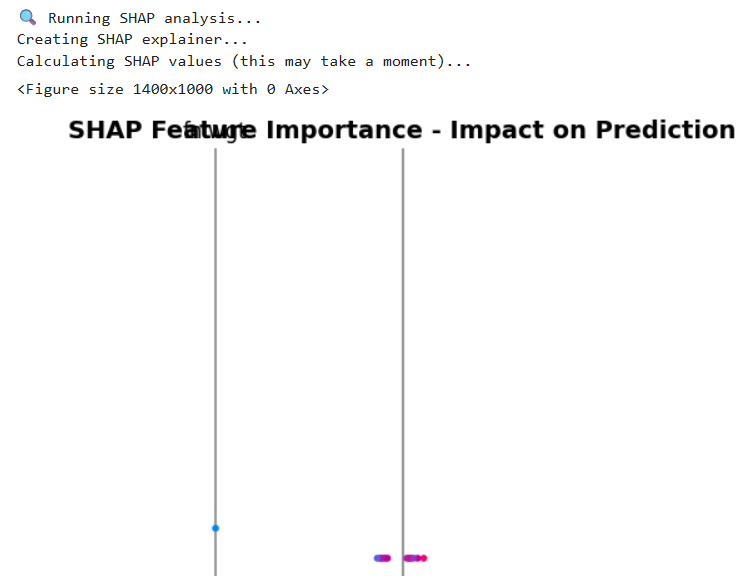 🔍 Running SHAP analysis...
Creating SHAP explainer...
Calculating SHAP values (this may take a moment)...
<Figure size 1400x1000 with 0 Axes>
SHAP Feature Importance - Impact on Prediction